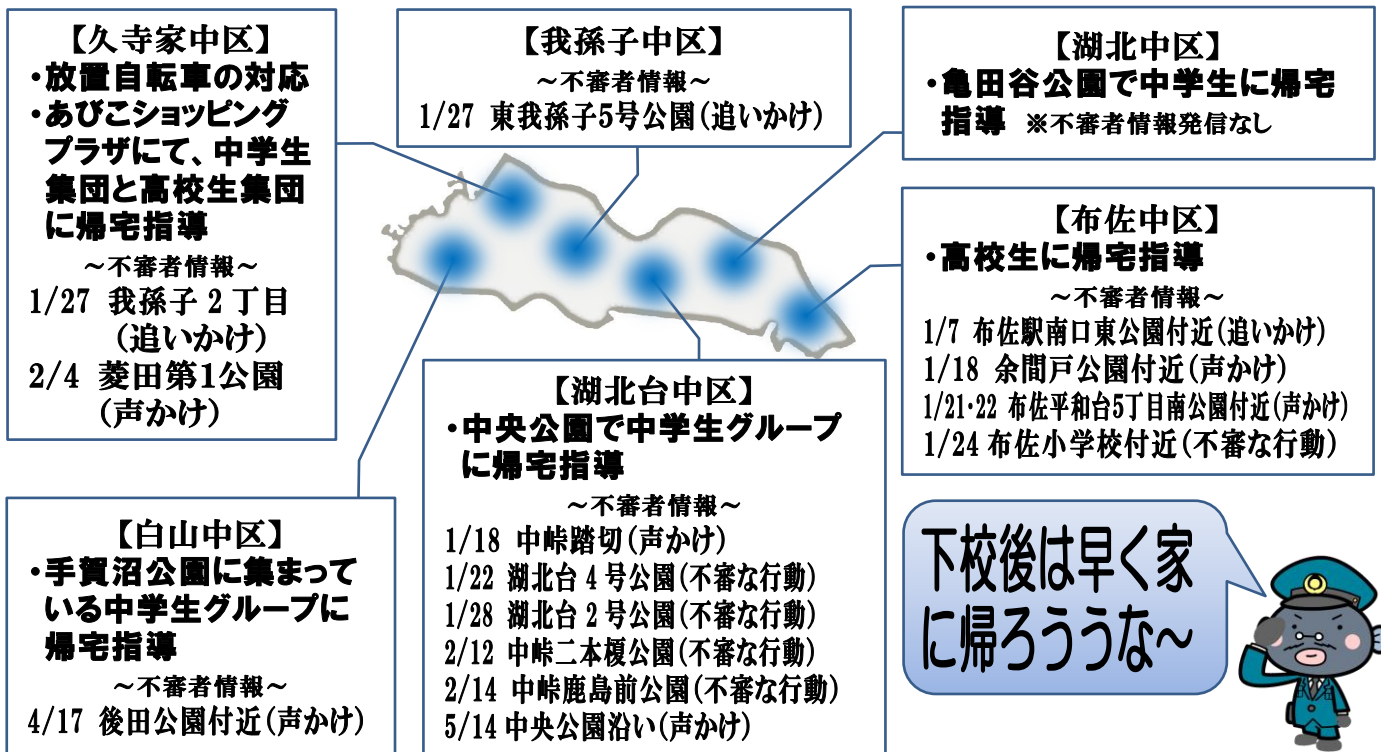 【久寺家中区】
・放置自転車の対応
・あびこショッピング
プラザにて、中学生
集団と高校生集団
に帰宅指導
～不審者情報～
1/27 我孫子2丁目
(追いかけ)
2/4 菱田第1公園
(声かけ)
【我孫子中区】
～不審者情報～
1/27 東我孫子5号公園(追いかけ)
【湖北中区】
・亀田谷公園で中学生に帰宅
指導 ※不審者情報発信なし
【布佐中区】
・高校生に帰宅指導
～不審者情報～
1/7 布佐駅南口東公園付近(追いかけ)
1/18 余間戸公園付近(声かけ)
1/21・22 布佐平和台5丁目南公園付近(声かけ)
1/24 布佐小学校付近(不審な行動)
【白山中区】
・手賀沼公園に集まって
いる中学生グループに
帰宅指導
～不審者情報～
4/17 後田公園付近(声かけ)
【湖北台中区】
・中央公園で中学生グループ
に帰宅指導
～不審者情報～
1/18 中峠踏切(声かけ)
1/22 湖北台4号公園(不審な行動)
1/28 湖北台2号公園(不審な行動)
2/12 中峠二本榎公園(不審な行動)
2/14 中峠鹿島前公園(不審な行動)
5/14 中央公園沿い(声かけ)
下校後は早く家
に帰ろううな～